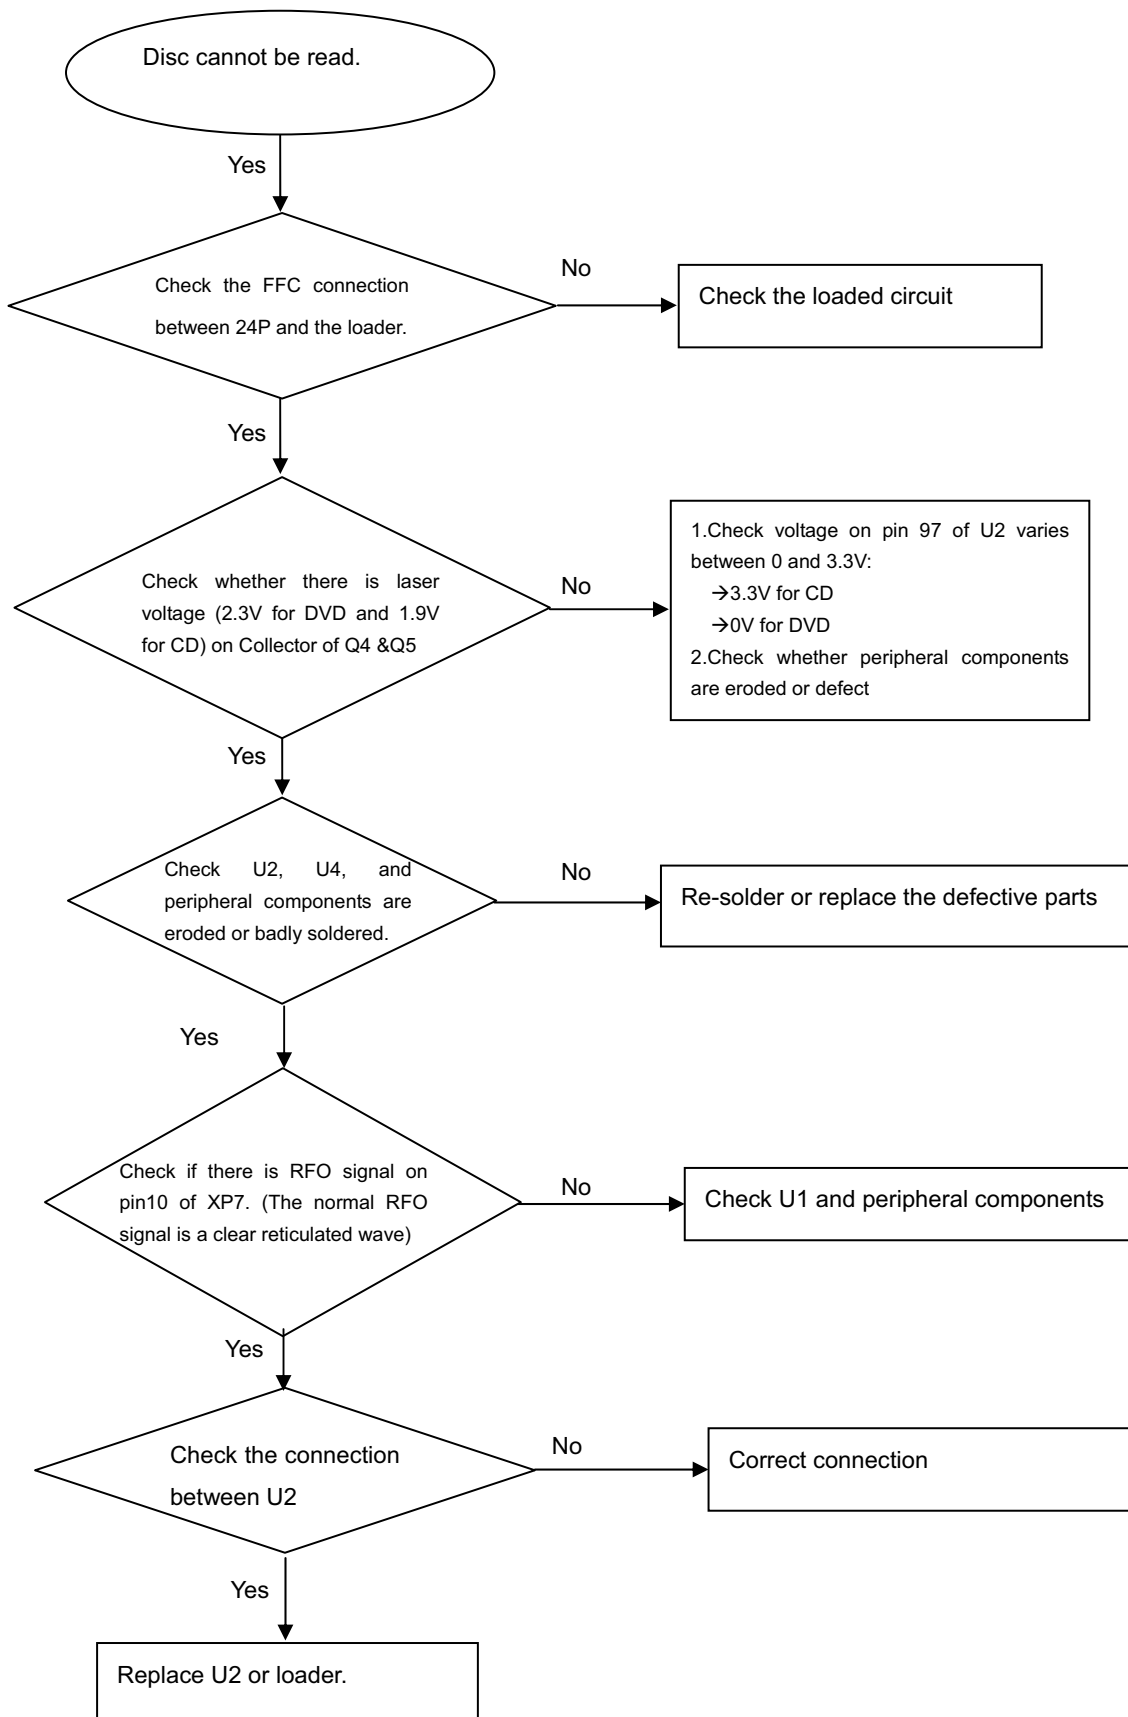 Disc cannot be read.
Yes
Check the FFC connection
between 24P and the loader.
No
Check the loaded circuit
Yes
Check whether there is laser
voltage (2.3V for DVD and 1.9V
for CD) on Collector of Q4 &Q5
No
1.Check voltage on pin 97 of U2 varies
between 0 and 3.3V:
→3.3V for CD
→0V for DVD
2.Check whether peripheral components
are eroded or defect
Yes
Check U2, U4, and
peripheral components are
eroded or badly soldered.
No
Re-solder or replace the defective parts
Yes
Check if there is RFO signal on
pin10 of XP7. (The normal RFO
signal is a clear reticulated wave)
No
Check U1 and peripheral components
Yes
Check the connection
between U2
No
Correct connection
Yes
Replace U2 or loader.